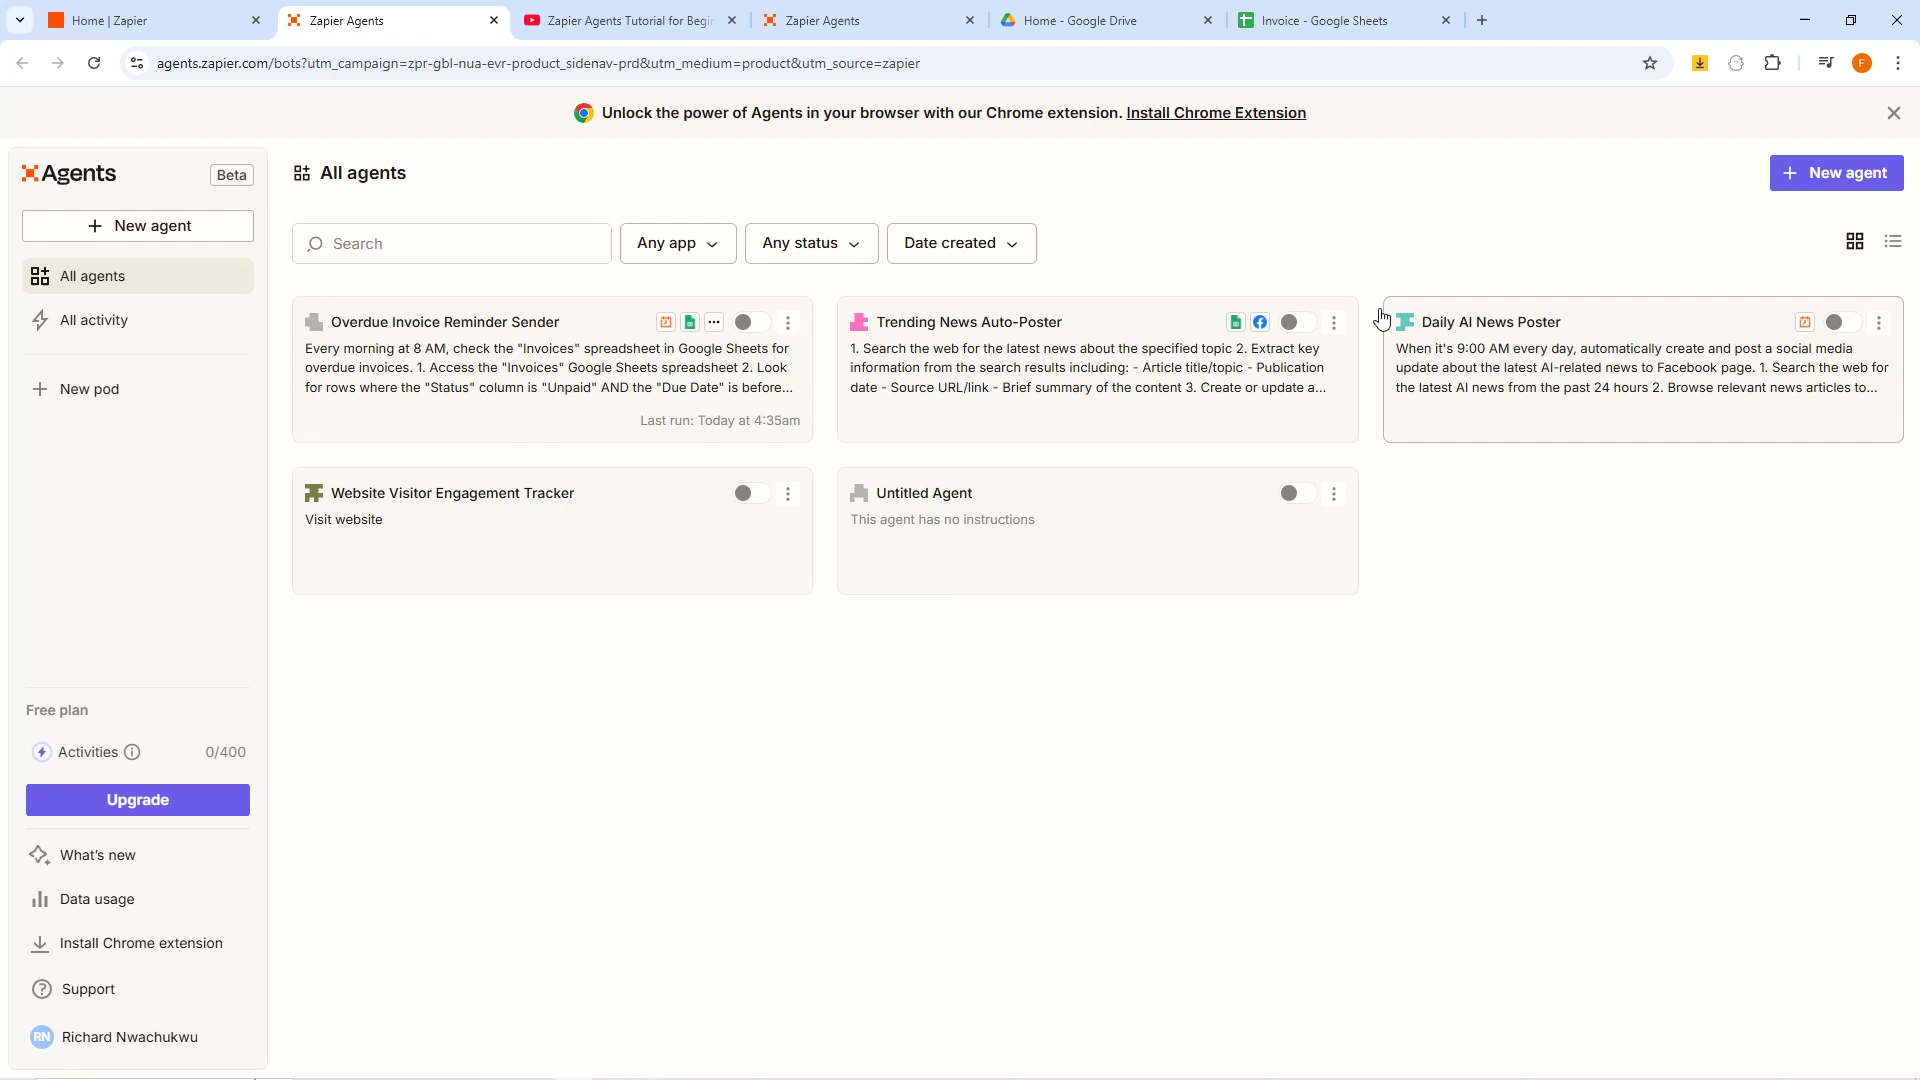 Home | Zapier
Zapier Agents
Zapier Agents Tutorial for Begin
Zapier Agents
Home - Google Drive
Invoice - Google Sheets
agents.zapier.com/bots?utm_campaign=zpr-gbl-nua-evr-product_sidenav-prd&utm_medium=product&utm_source=zapier
F
Unlock the power of Agents in your browser with our Chrome extension. Install Chrome Extension
Agents
Beta
New agent
All agents
All activity
New pod
Free plan
Activities
0/400
Upgrade
What's new
Data usage
Install Chrome extension
Support
RN
Richard Nwachukwu
All agents
New agent
Search
Any app
Any status
Date created
Overdue Invoice Reminder Sender
Every morning at 8 AM, check the "Invoices" spreadsheet in Google Sheets for
overdue invoices. 1. Access the "Invoices" Google Sheets spreadsheet 2. Look
for rows where the "Status" column is "Unpaid" AND the "Due Date" is before...
Last run: Today at 4:35am
Trending News Auto-Poster
1. Search the web for the latest news about the specified topic 2. Extract key
information from the search results including: - Article title/topic - Publication
date - Source URL/link - Brief summary of the content 3. Create or update a...
Daily AI News Poster
When it's 9:00 AM every day, automatically create and post a social media
update about the latest AI-related news to Facebook page. 1. Search the web for
the latest AI news from the past 24 hours 2. Browse relevant news articles to...
Website Visitor Engagement Tracker
Visit website
Untitled Agent
This agent has no instructions